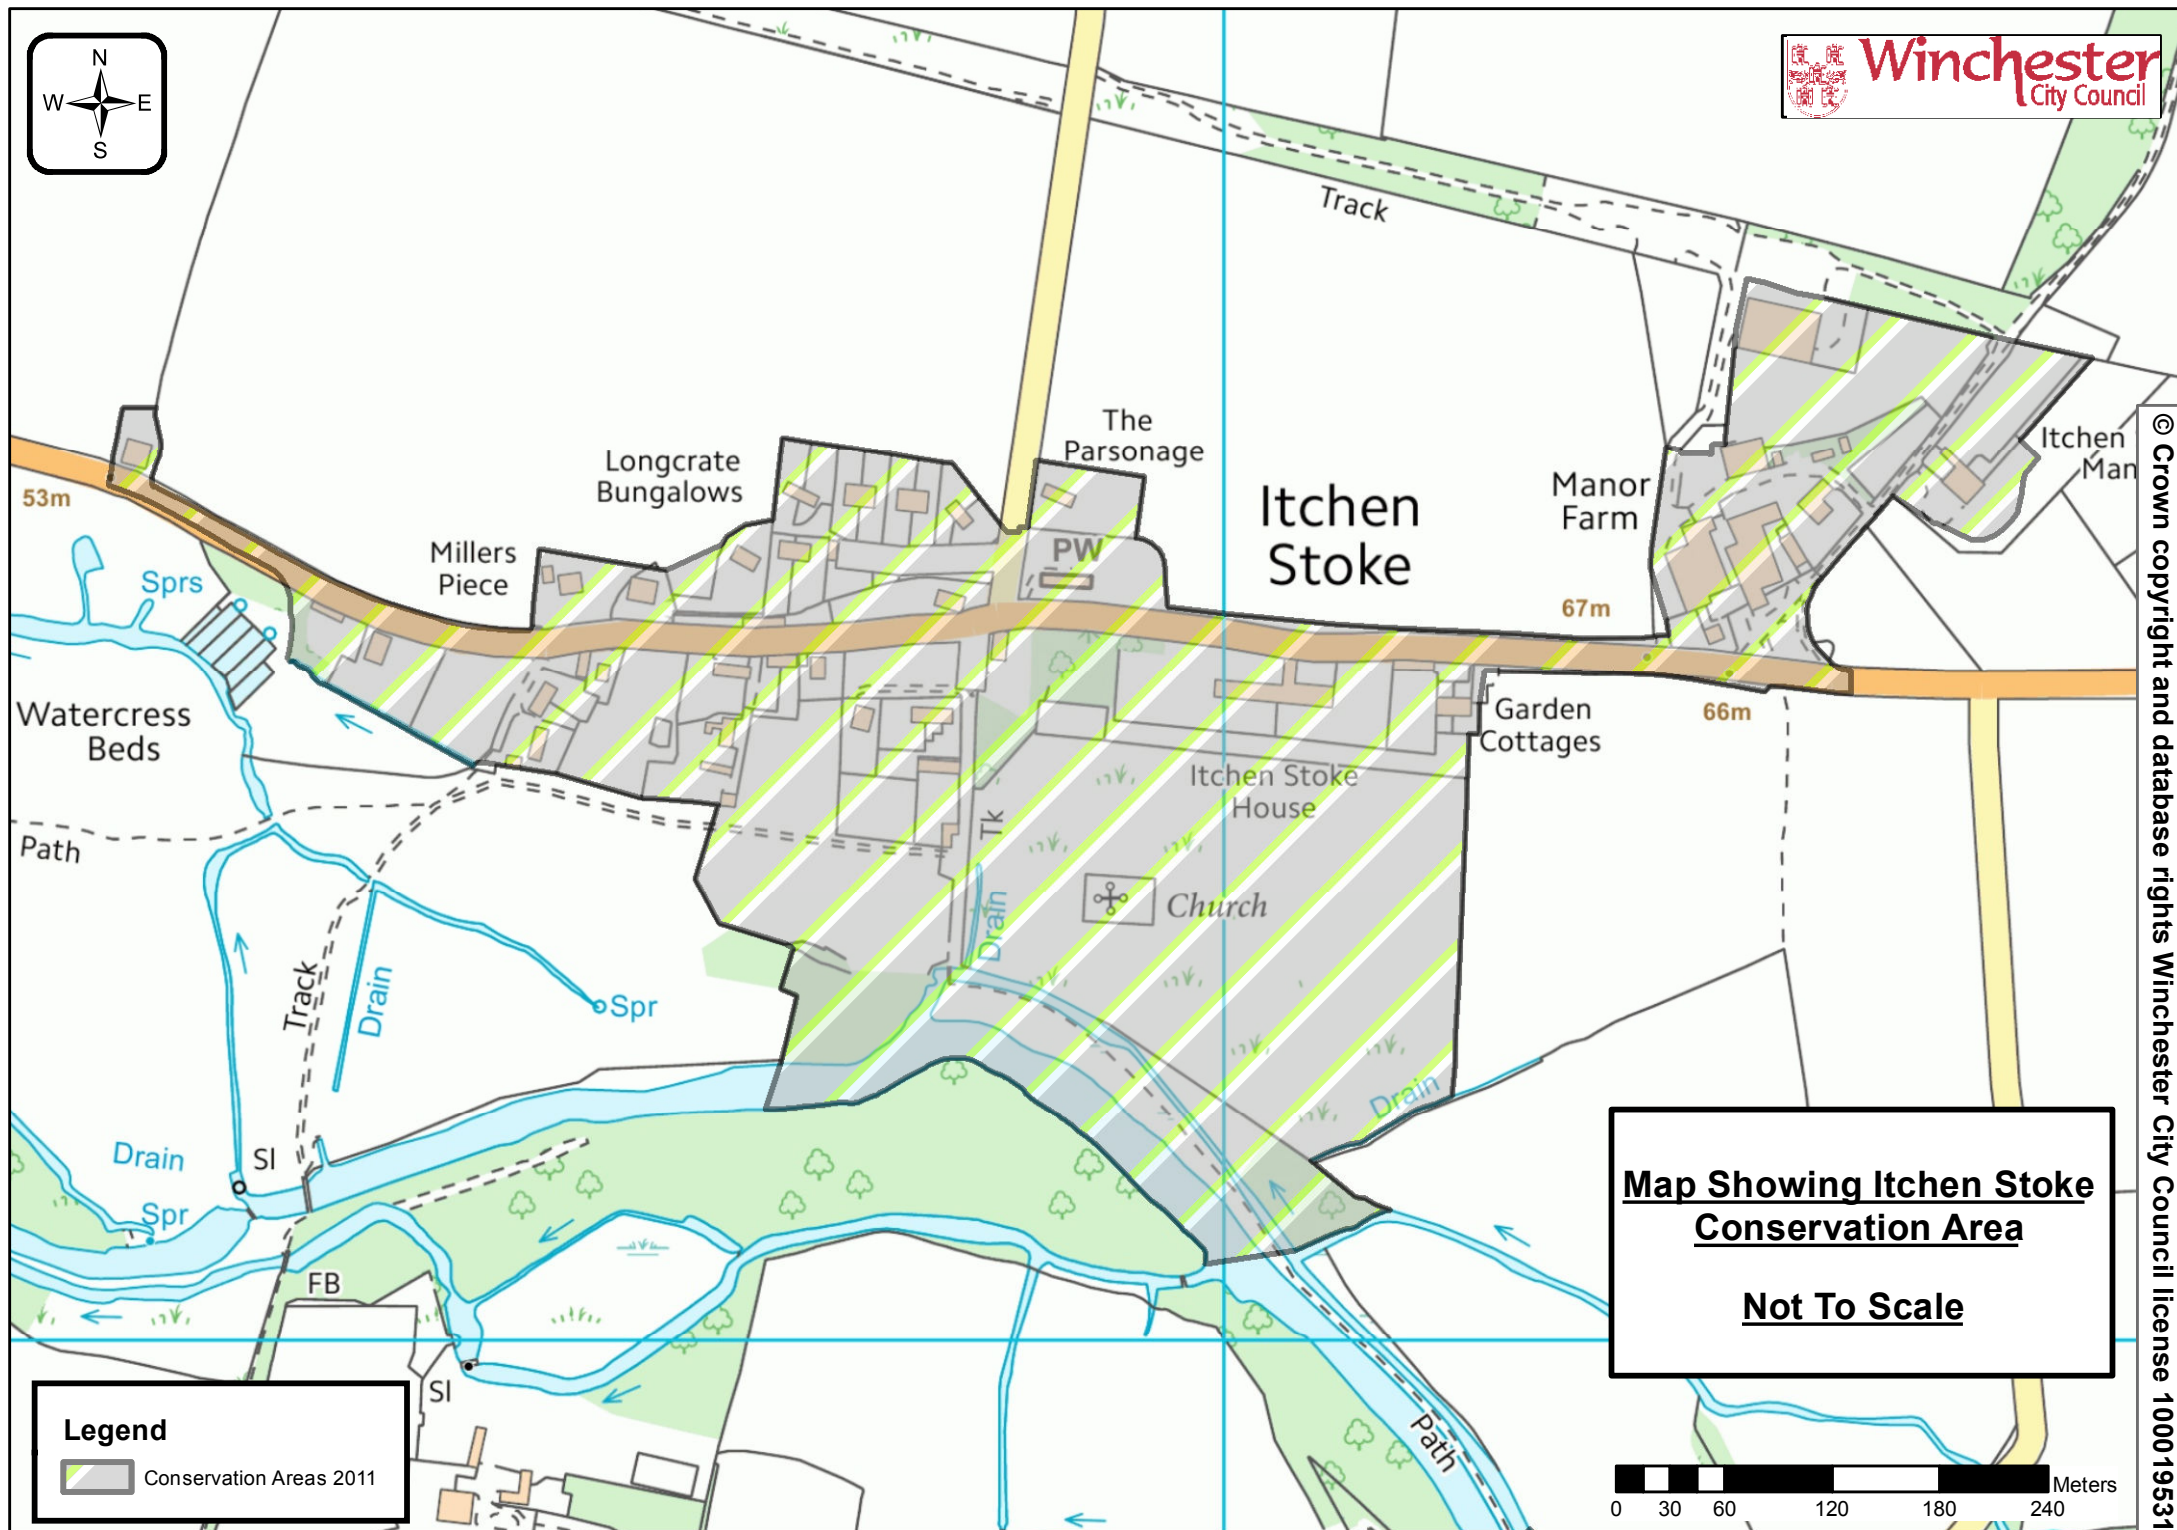 N
W E
S
Winchester
City Council
Track
The
Parsonage
Longcrate
Bungalows
Itchen
Man
Manor
Farm
Itchen
Stoke
53m
Millers
Piece
PW
Sprs
67m
Watercress
Beds
Garden
Cottages
66m
Itchen Stoke
House
Tk
Path
Church
Drain
Track
Drain
Spr
Drain
Drain
Sl
Spr
FB
Sl
Path
Map Showing Itchen Stoke
Conservation Area
Not To Scale
Legend
Conservation Areas 2011
Meters
0 30 60 120 180 240
© Crown copyright and database rights Winchester City Council license 100019531